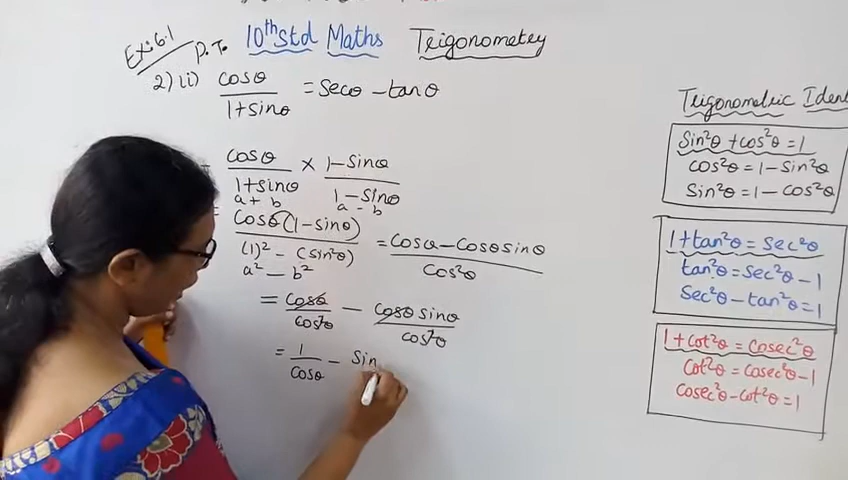 Ex:6.1
P.T. 10th Std Maths Trigonometry
2) (ii) cosθ / 1+sinθ = secθ - tanθ
cosθ / 1+sinθ × 1-sinθ / 1-sinθ
a + b a - b
= cosθ(1-sinθ) / (1)² - (sin²θ) = cosθ-cosθsinθ / cos²θ
a² - b²
= cosθ / cos²θ - cosθ sinθ / cos²θ
= 1 / cosθ - sin
Trigonometric Ident
Sin²θ + cos²θ = 1
cos²θ = 1 - sin²θ
Sin²θ = 1 - cos²θ
1+tan²θ = sec²θ
tan²θ = sec²θ - 1
Sec²θ - tan²θ = 1
1+cot²θ = cosec²θ
cot²θ = cosec²θ-1
cosec²θ-cot²θ = 1